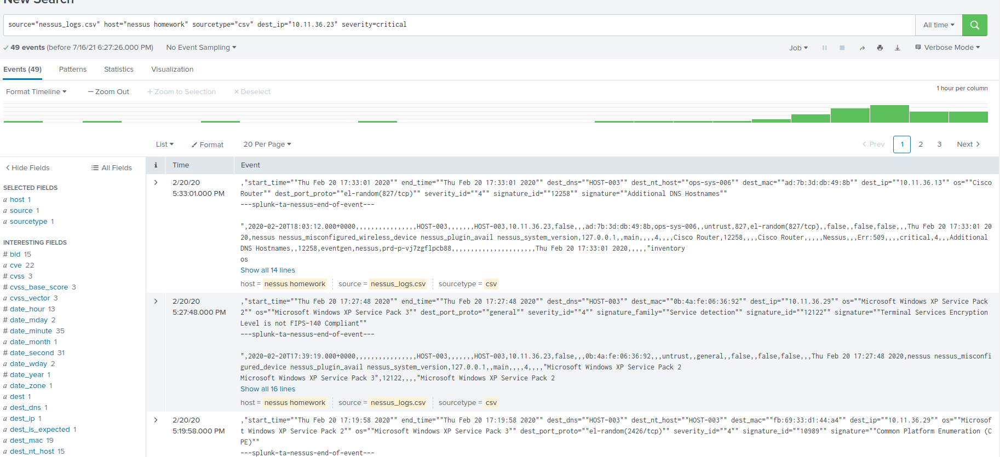 New Search
source="nessus_logs.csv" host="nessus homework" sourcetype="csv" dest_ip="10.11.36.23" severity=critical
All time
49 events (before 7/16/21 6:27:26.000 PM)
No Event Sampling
Job
Verbose Mode
Events (49)
Patterns
Statistics
Visualization
Format Timeline
— Zoom Out
+ Zoom to Selection
× Deselect
1 hour per column
List
Format
20 Per Page
< Prev
1
2
3
Next >
< Hide Fields
All Fields
SELECTED FIELDS
a host 1
a source 1
a sourcetype 1
INTERESTING FIELDS
# bid 15
a cve 22
# cvss 3
# cvss_base_score 3
a cvss_vector 3
# date_hour 13
# date_mday 2
# date_minute 35
a date_month 1
# date_second 31
a date_wday 2
# date_year 1
a date_zone 1
a dest 1
a dest_dns 1
a dest_ip 1
a dest_is_expected 1
a dest_mac 19
a dest_nt_host 15
i
Time
Event
>
2/20/20
5:33:01.000 PM
,"start_time=""Thu Feb 20 17:33:01 2020"" end_time=""Thu Feb 20 17:33:01 2020"" dest_dns=""HOST-003"" dest_nt_host=""ops-sys-006"" dest_mac=""ad:7b:3d:db:49:8b"" dest_ip=""10.11.36.13"" os=""Cisco
Router"" dest_port_proto=""el-random(827/tcp)"" severity_id=""4"" signature_id=""12258"" signature=""Additional DNS Hostnames""
---splunk-ta-nessus-end-of-event---
",2020-02-20T18:03:12.000+0000,,,,,,,,,,,,,,,,HOST-003,,,,,,,HOST-003,10.11.36.23,false,,,ad:7b:3d:db:49:8b,ops-sys-006,,untrust,827,el-random(827/tcp),,false,,false,false,,,Thu Feb 20 17:33:01 20
20,nessus nessus_misconfigured_wireless_device nessus_plugin_avail nessus_system_version,127.0.0.1,,main,,,,4,,,,Cisco Router,12258,,,,Cisco Router,,,,,Nessus,,,Err:509,,,,critical,4,,,Additional
DNS Hostnames,,12258,eventgen,nessus,prd-p-vj7zgflpcb88,,,,,,,,,,,,,,,,,,,,,,Thu Feb 20 17:33:01 2020,,,,,"inventory
os
Show all 14 lines
host = nessus homework
source = nessus_logs.csv
sourcetype = csv
>
2/20/20
5:27:48.000 PM
,"start_time=""Thu Feb 20 17:27:48 2020"" end_time=""Thu Feb 20 17:27:48 2020"" dest_dns=""HOST-003"" dest_mac=""0b:4a:fe:06:36:92"" dest_ip=""10.11.36.29"" os=""Microsoft Windows XP Service Pack
2"" os=""Microsoft Windows XP Service Pack 3"" dest_port_proto=""general"" severity_id=""4"" signature_family=""Service detection"" signature_id=""12122"" signature=""Terminal Services Encryption
Level is not FIPS-140 Compliant""
---splunk-ta-nessus-end-of-event---
",2020-02-20T17:39:19.000+0000,,,,,,,,,,,,,,,,HOST-003,,,,,,,HOST-003,10.11.36.23,false,,,0b:4a:fe:06:36:92,,,untrust,,general,,false,,false,false,,,Thu Feb 20 17:27:48 2020,nessus nessus_misconfi
gured_device nessus_plugin_avail nessus_system_version,127.0.0.1,,main,,,,4,,,,"Microsoft Windows XP Service Pack 2
Microsoft Windows XP Service Pack 3",12122,,,,"Microsoft Windows XP Service Pack 2
Show all 16 lines
host = nessus homework
source = nessus_logs.csv
sourcetype = csv
>
2/20/20
5:19:58.000 PM
,"start_time=""Thu Feb 20 17:19:58 2020"" end_time=""Thu Feb 20 17:19:58 2020"" dest_dns=""HOST-003"" dest_nt_host=""HOST-003"" dest_mac=""fb:69:33:d1:44:a4"" dest_ip=""10.11.36.29"" os=""Microsof
t Windows XP Service Pack 2"" os=""Microsoft Windows XP Service Pack 3"" dest_port_proto=""el-random(2426/tcp)"" severity_id=""4"" signature_id=""10989"" signature=""Common Platform Enumeration (C
PE)""
---splunk-ta-nessus-end-of-event---